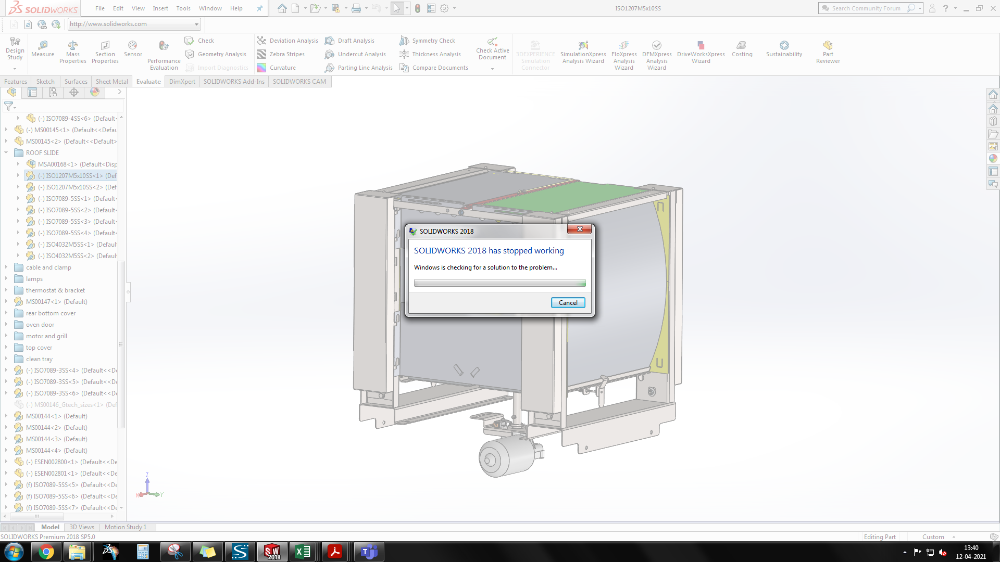 SOLIDWORKS
File Edit View Insert Tools Window Help
ISO1207M5x10SS
Search Community Forum
http://www.solidworks.com
Design Study
Measure
Mass Properties
Section Properties
Sensor
Performance Evaluation
Check
Geometry Analysis
Import Diagnostics
Deviation Analysis
Zebra Stripes
Curvature
Draft Analysis
Undercut Analysis
Parting Line Analysis
Symmetry Check
Thickness Analysis
Compare Documents
Check Active Document
3DEXPERIENCE Simulation Connector
SimulationXpress Analysis Wizard
FloXpress Analysis Wizard
DFMXpress Analysis Wizard
DriveWorksXpress Wizard
Costing
Sustainability
Part Reviewer
Features Sketch Surfaces Sheet Metal Evaluate DimXpert SOLIDWORKS Add-Ins SOLIDWORKS CAM
(-) ISO7089-4SS<6> (Default<
(-) MS00145<1> (Default<<Defau
MS00145<2> (Default<<Default>
ROOF SLIDE
MSA00168<1> (Default<Disp
(-) ISO1207M5x10SS<1> (Def
(-) ISO1207M5x10SS<2> (Def
(-) ISO7089-5SS<1> (Default<
(-) ISO7089-5SS<2> (Default<
(-) ISO7089-5SS<3> (Default<
(-) ISO7089-5SS<4> (Default<
(-) ISO4032M5SS<1> (Defaul
(-) ISO4032M5SS<2> (Defaul
cable and clamp
lamps
thermostat & bracket
MS00147<1> (Default)
rear bottom cover
oven door
motor and grill
top cover
clean tray
(-) ISO7089-3SS<4> (Default<<D
(-) ISO7089-3SS<5> (Default<<D
(-) ISO7089-3SS<6> (Default<<D
(-) MS00146_Gtech_sizes<1> (Def
MS00144<1> (Default)
MS00144<2> (Default)
MS00144<3> (Default)
MS00144<4> (Default)
(-) ESEN002800<1> (Default<<De
(-) ESEN002801<1> (Default<<De
(f) ISO7089-5SS<5> (Default<<De
(f) ISO7089-5SS<6> (Default<<De
(f) ISO7089-5SS<7> (Default<<De
SOLIDWORKS 2018
SOLIDWORKS 2018 has stopped working
Windows is checking for a solution to the problem...
Cancel
Z
X
Y
Model 3D Views Motion Study 1
SOLIDWORKS Premium 2018 SP5.0
Editing Part Custom
SW 2018
13:40
12-04-2021